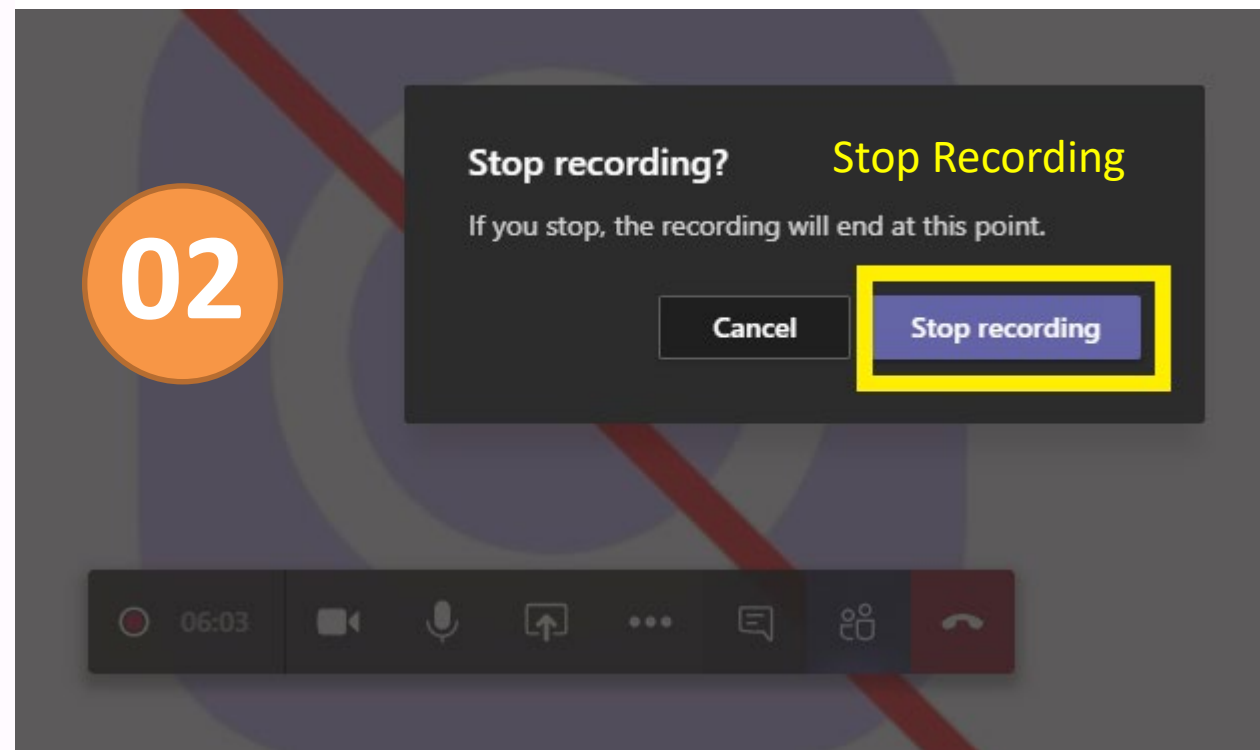 Stop recording? Stop Recording
If you stop, the recording will end at this point.
02
Cancel Stop recording
06:03